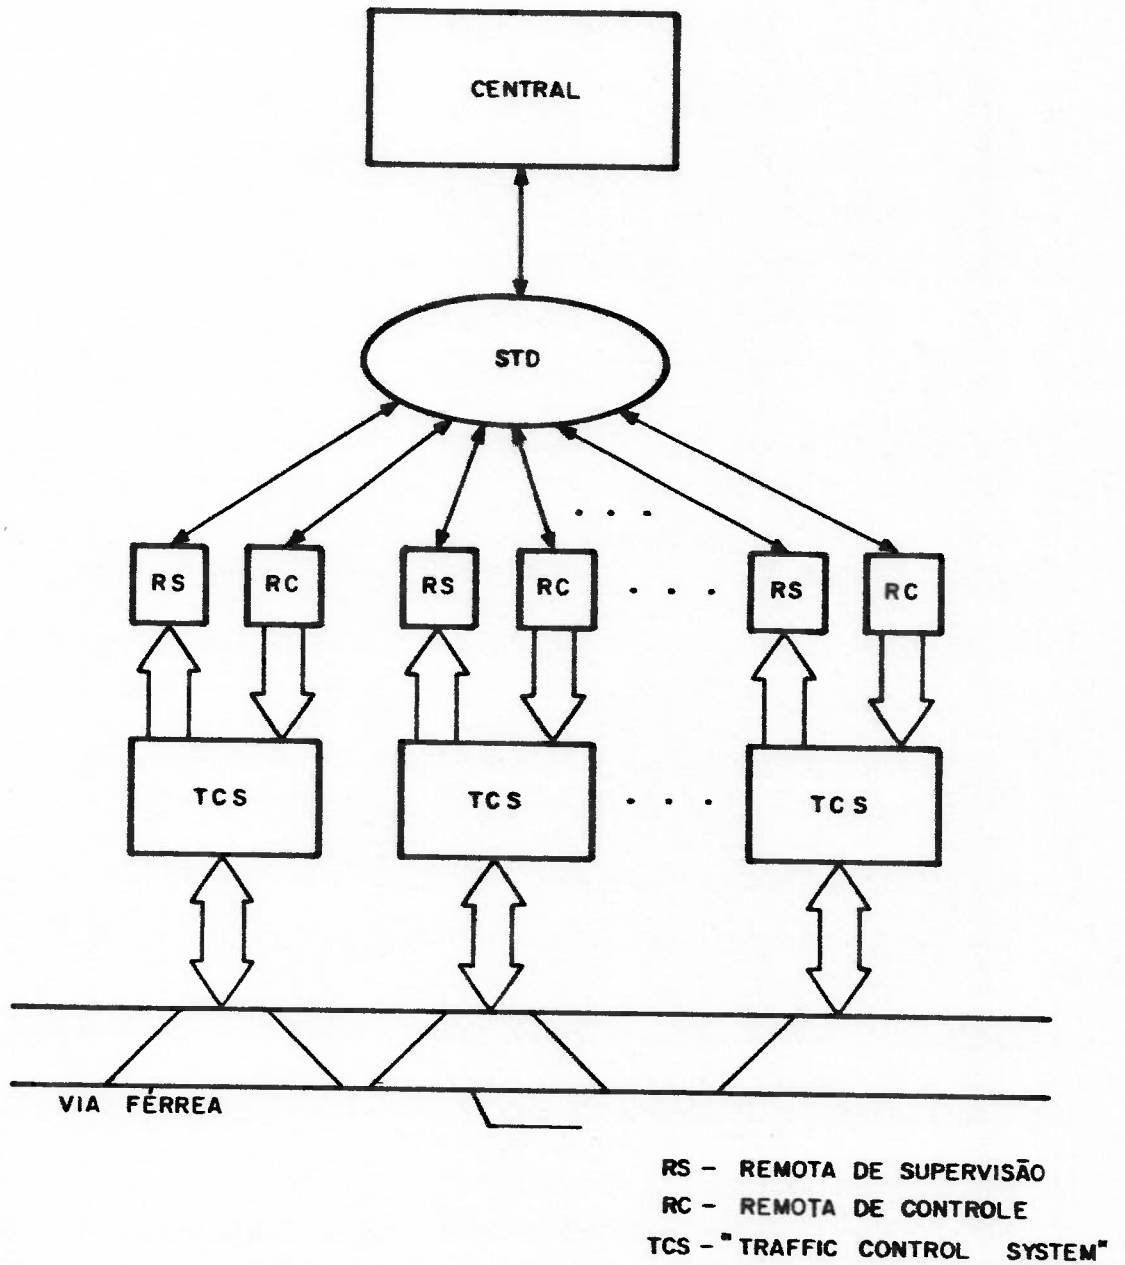 CENTRAL
STD
RS RC RS RC . . . RS RC
TCS TCS . . . TCS
VIA FÉRREA
RS - REMOTA DE SUPERVISÃO
RC - REMOTA DE CONTROLE
TCS - "TRAFFIC CONTROL SYSTEM"